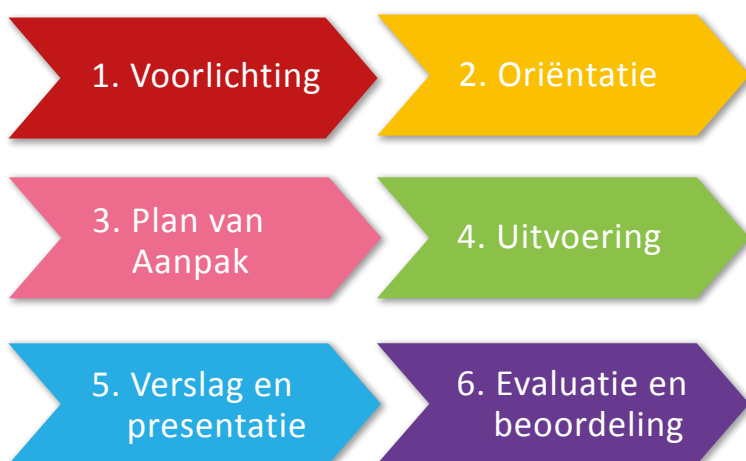 1. Voorlichting
2. Oriëntatie
3. Plan van
Aanpak
4. Uitvoering
5. Verslag en
presentatie
6. Evaluatie en
beoordeling